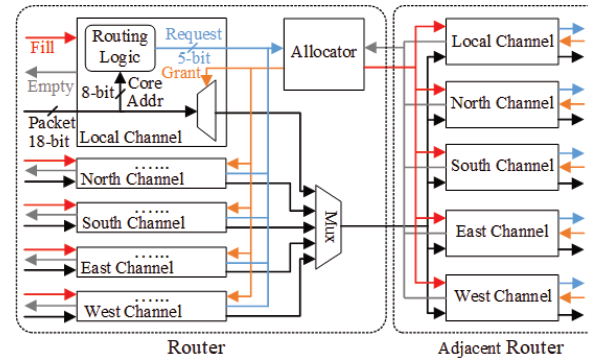 Fill
Empty
Packet
18-bit
Routing
Logic
8-bit
Core
Addr
Local Channel
Request
5-bit
Grant
Allocator
......
North Channel
......
South Channel
......
East Channel
......
West Channel
Mux
Router
Local Channel
North Channel
South Channel
East Channel
West Channel
Adjacent Router